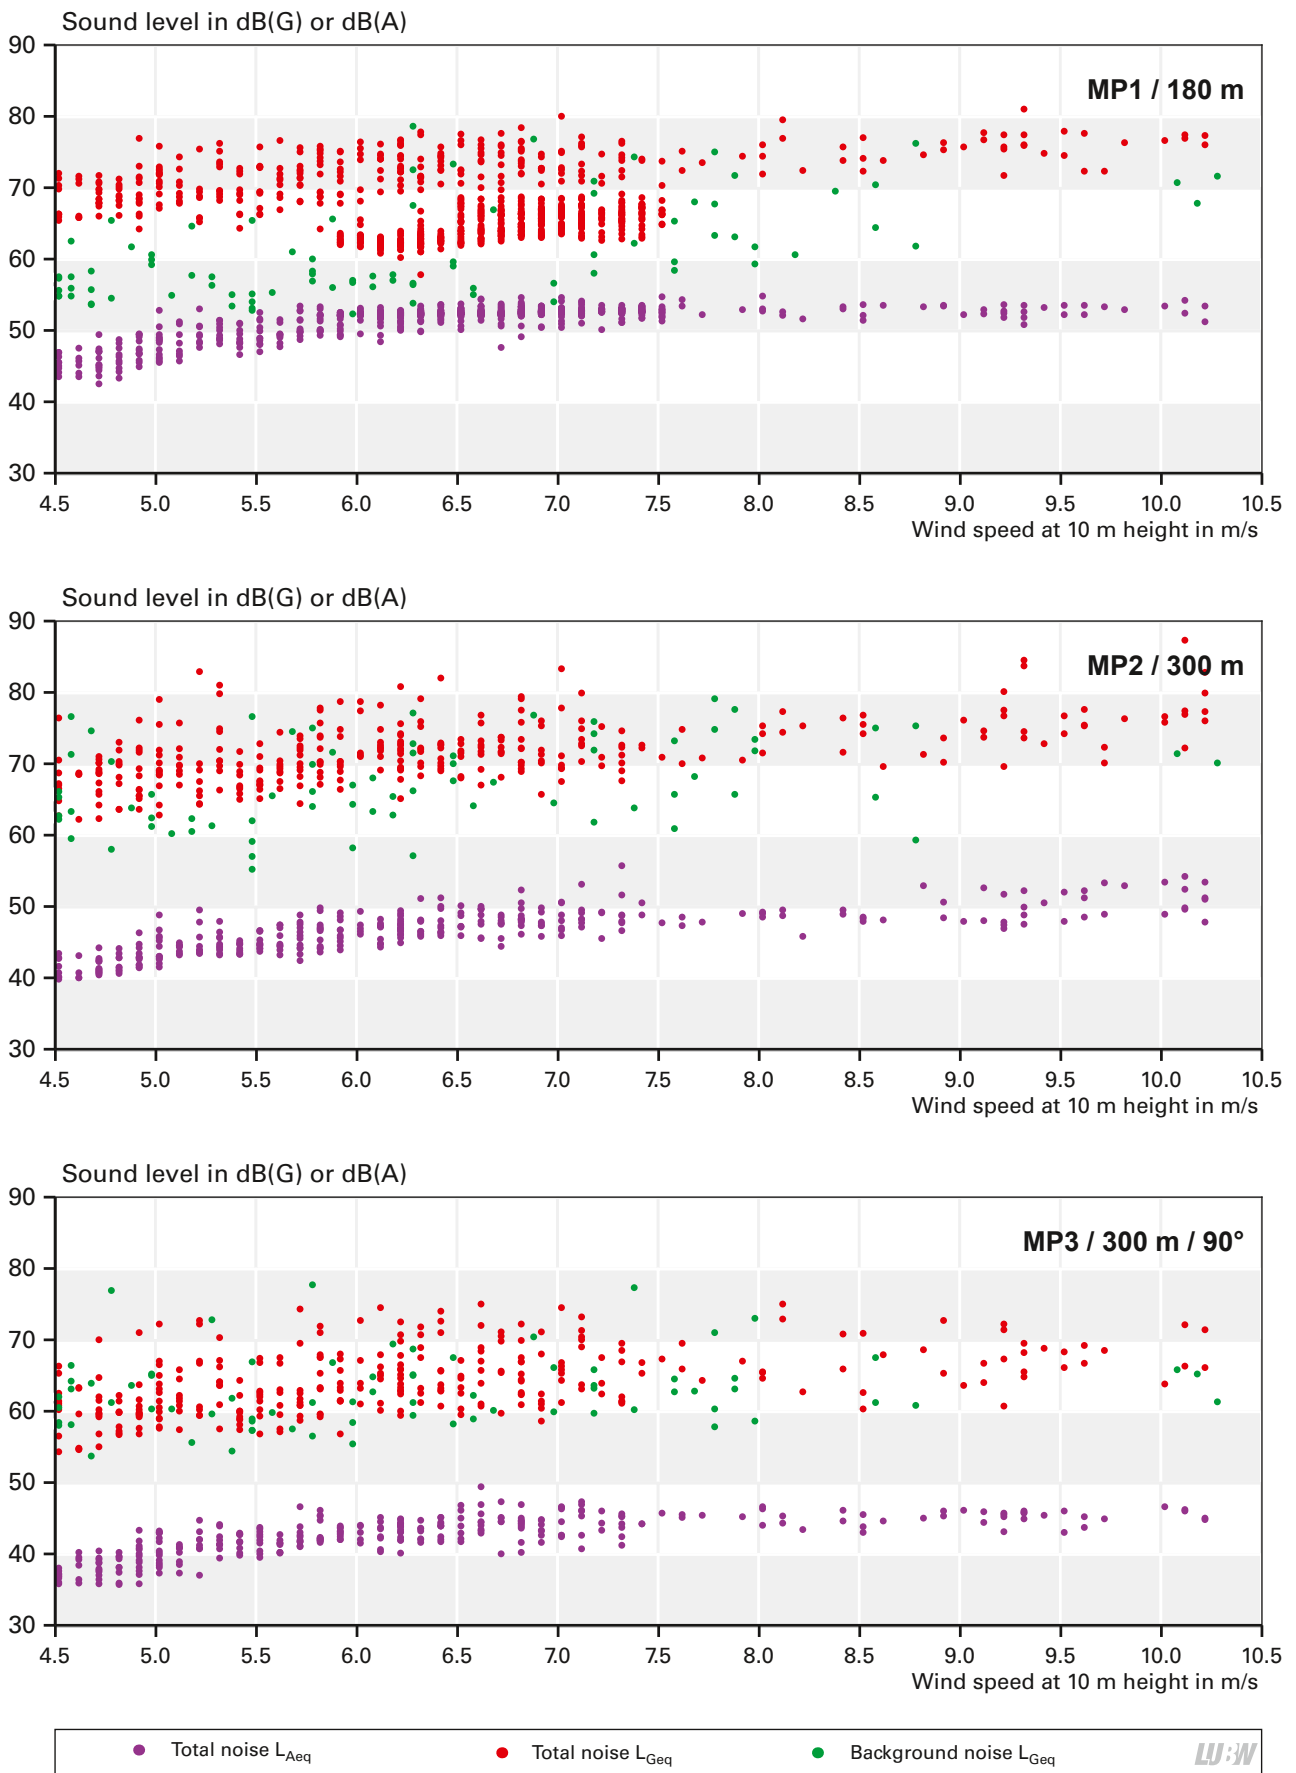 Sound level in dB(G) or dB(A)
90
MP1 / 180 m
80
70
60
50
40
30
4.5 5.0 5.5 6.0 6.5 7.0 7.5 8.0 8.5 9.0 9.5 10.0 10.5
Wind speed at 10 m height in m/s
Sound level in dB(G) or dB(A)
90
MP2 / 300 m
80
70
60
50
40
30
4.5 5.0 5.5 6.0 6.5 7.0 7.5 8.0 8.5 9.0 9.5 10.0 10.5
Wind speed at 10 m height in m/s
Sound level in dB(G) or dB(A)
90
MP3 / 300 m / 90°
80
70
60
50
40
30
4.5 5.0 5.5 6.0 6.5 7.0 7.5 8.0 8.5 9.0 9.5 10.0 10.5
Wind speed at 10 m height in m/s
Total noise LAeq Total noise LGeq Background noise LGeq LUBW